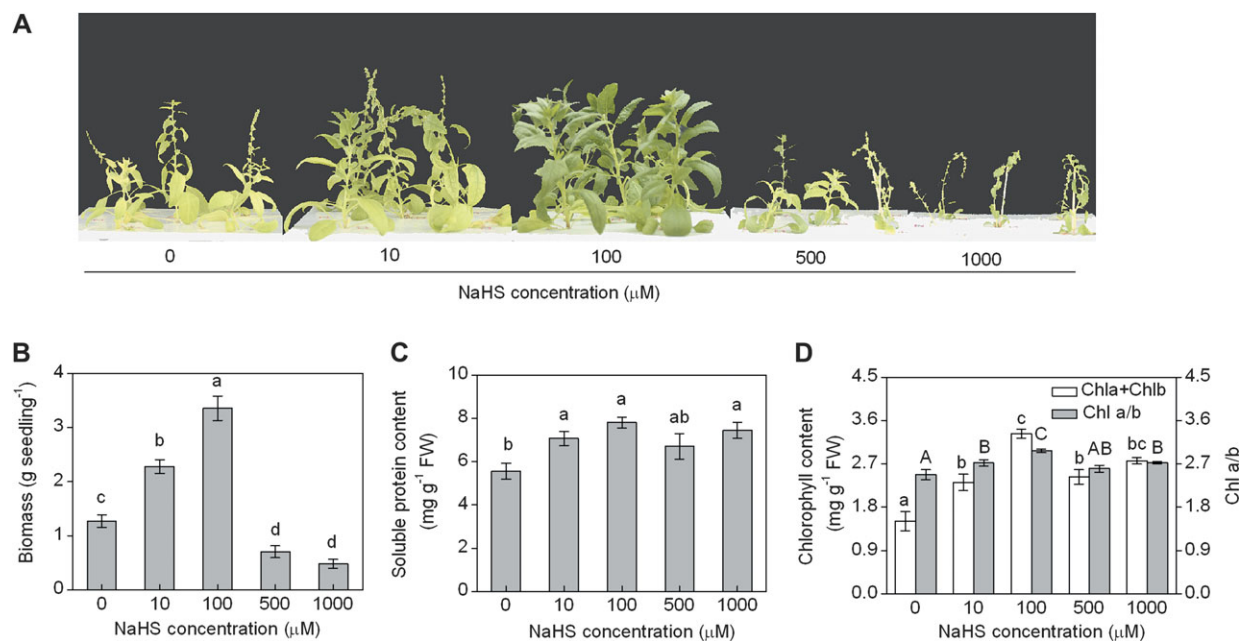 A
0 10 100 500 1000
NaHS concentration (μM)
B
Biomass (g seedling⁻¹)
4
3
2
1
0
c b a d d
0 10 100 500 1000
NaHS concentration (μM)
C
Soluble protein content
(mg g⁻¹ FW)
10
8
6
4
2
0
b a a ab a
0 10 100 500 1000
NaHS concentration (μM)
D
Chlorophyll content
(mg g⁻¹ FW)
4.5
3.6
2.7
1.8
0.9
0.0
Chla+Chlb
Chl a/b
a A b B c C b AB bc B
0 10 100 500 1000
NaHS concentration (μM)
4.5
3.6
2.7
1.8
0.9
0.0
Chl a/b